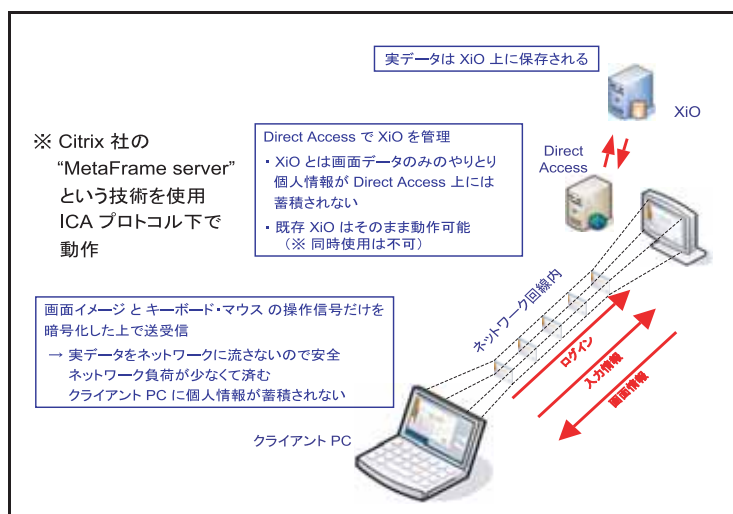 実データは XiO 上に保存される
XiO
※ Citrix 社の
“MetaFrame server”
という技術を使用
ICA プロトコル下で
動作
Direct Access で XiO を管理
・XiO とは画面データのみのやりとり
個人情報が Direct Access 上には
蓄積されない
・既存 XiO はそのまま動作可能
（※ 同時使用は不可）
Direct
Access
画面イメージ と キーボード・マウス の操作信号だけを
暗号化した上で送受信
→ 実データをネットワークに流さないので安全
ネットワーク負荷が少なくて済む
クライアント PC に個人情報が蓄積されない
ネットワーク回線内
ログイン
入力情報
画面情報
クライアント PC